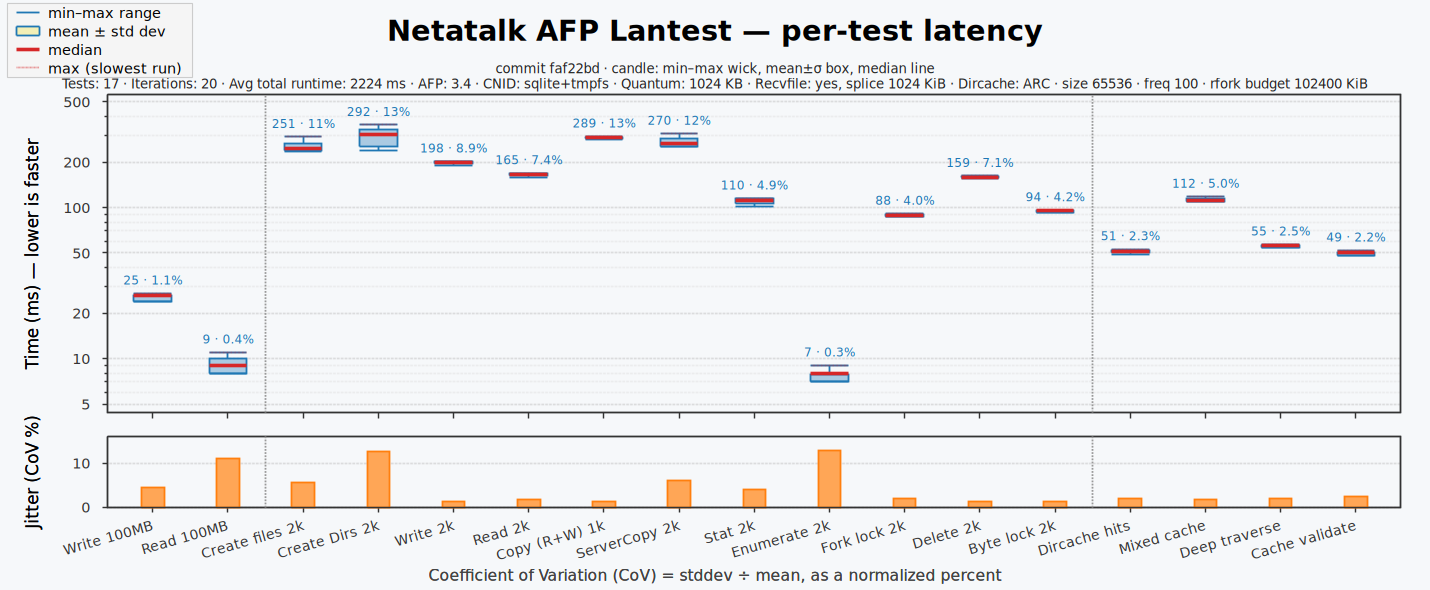 min–max range
mean ± std dev
median
max (slowest run)
Netatalk AFP Lantest — per-test latency
commit faf22bd · candle: min–max wick, mean±σ box, median line
Tests: 17 · Iterations: 20 · Avg total runtime: 2224 ms · AFP: 3.4 · CNID: sqlite+tmpfs · Quantum: 1024 KB · Recvfile: yes, splice 1024 KiB · Dircache: ARC · size 65536 · freq 100 · rfork budget 102400 KiB
Time (ms) — lower is faster
500
200
100
50
20
10
5
25 · 1.1%
9 · 0.4%
251 · 11%
292 · 13%
198 · 8.9%
165 · 7.4%
289 · 13%
270 · 12%
110 · 4.9%
7 · 0.3%
88 · 4.0%
159 · 7.1%
94 · 4.2%
51 · 2.3%
112 · 5.0%
55 · 2.5%
49 · 2.2%
Jitter (CoV %)
10
0
Write 100MB
Read 100MB
Create files 2k
Create Dirs 2k
Write 2k
Read 2k
Copy (R+W) 1k
ServerCopy 2k
Stat 2k
Enumerate 2k
Fork lock 2k
Delete 2k
Byte lock 2k
Dircache hits
Mixed cache
Deep traverse
Cache validate
Coefficient of Variation (CoV) = stddev ÷ mean, as a normalized percent